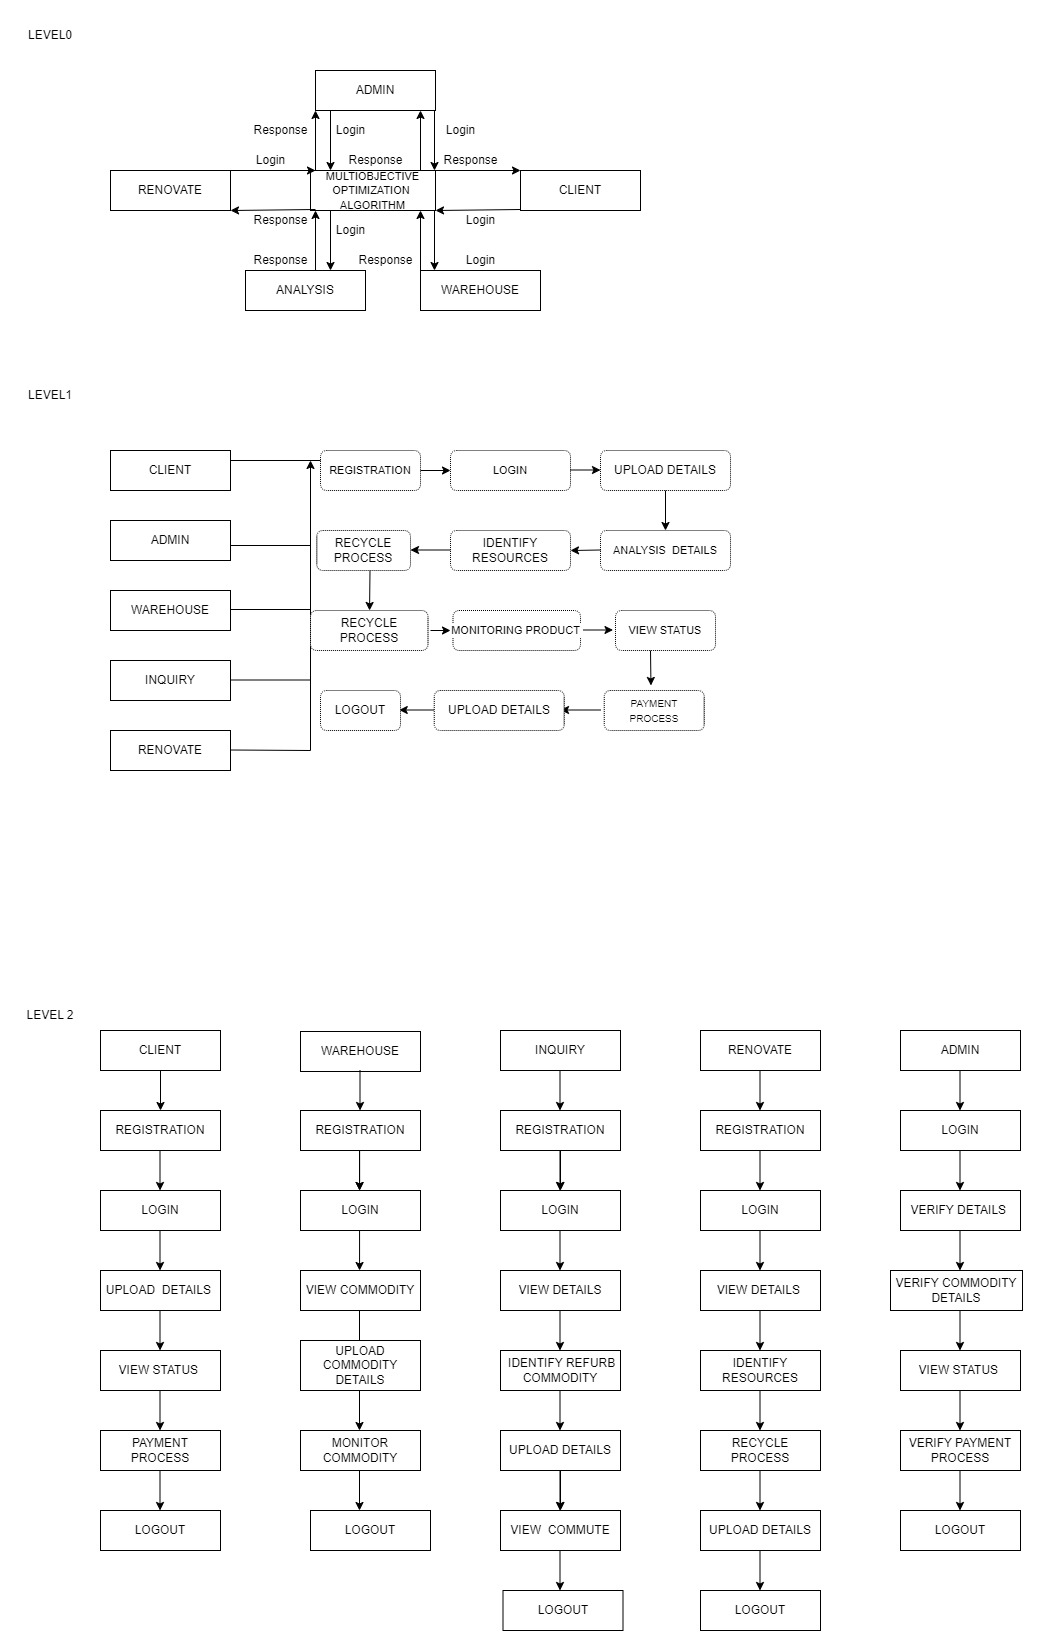 LEVEL0
ADMIN
Response
Login
Login
Login
Response
Response
RENOVATE
MULTIOBJECTIVE
OPTIMIZATION
ALGORITHM
CLIENT
Response
Login
Login
Response
Response
Login
ANALYSIS
WAREHOUSE
LEVEL1
CLIENT
REGISTRATION
LOGIN
UPLOAD DETAILS
ADMIN
RECYCLE
PROCESS
IDENTIFY
RESOURCES
ANALYSIS  DETAILS
WAREHOUSE
RECYCLE
PROCESS
MONITORING PRODUCT
VIEW STATUS
INQUIRY
LOGOUT
UPLOAD DETAILS
PAYMENT
PROCESS
RENOVATE
LEVEL 2
CLIENT
WAREHOUSE
INQUIRY
RENOVATE
ADMIN
REGISTRATION
REGISTRATION
REGISTRATION
REGISTRATION
LOGIN
LOGIN
LOGIN
LOGIN
LOGIN
VERIFY DETAILS
UPLOAD  DETAILS
VIEW COMMODITY
VIEW DETAILS
VIEW DETAILS
VERIFY COMMODITY
DETAILS
VIEW STATUS
UPLOAD
COMMODITY
DETAILS
IDENTIFY REFURB
COMMODITY
IDENTIFY
RESOURCES
VIEW STATUS
PAYMENT
PROCESS
MONITOR
COMMODITY
UPLOAD DETAILS
RECYCLE
PROCESS
VERIFY PAYMENT
PROCESS
LOGOUT
LOGOUT
VIEW  COMMUTE
UPLOAD DETAILS
LOGOUT
LOGOUT
LOGOUT